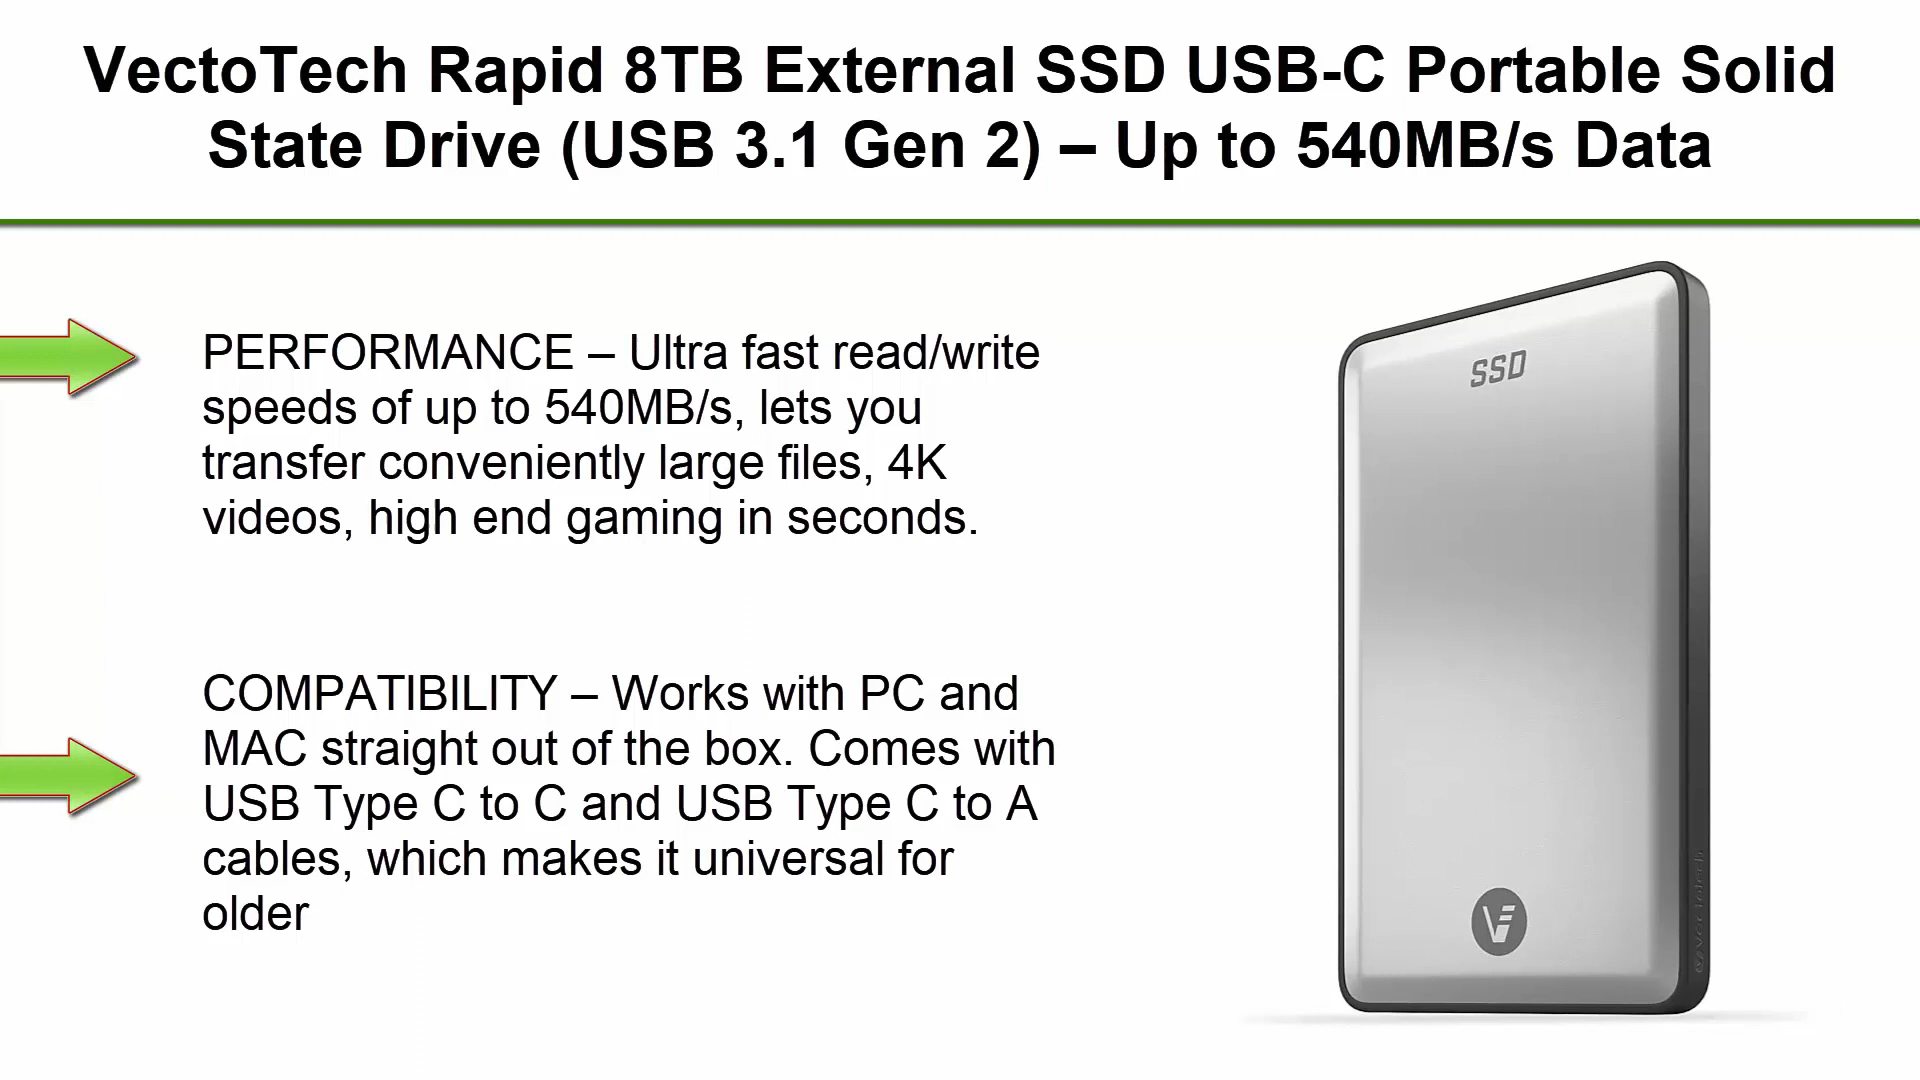 VectoTech Rapid 8TB External SSD USB-C Portable Solid
State Drive (USB 3.1 Gen 2) – Up to 540MB/s Data
PERFORMANCE – Ultra fast read/write
speeds of up to 540MB/s, lets you
transfer conveniently large files, 4K
videos, high end gaming in seconds.
COMPATIBILITY – Works with PC and
MAC straight out of the box. Comes with
USB Type C to C and USB Type C to A
cables, which makes it universal for
older
SSD